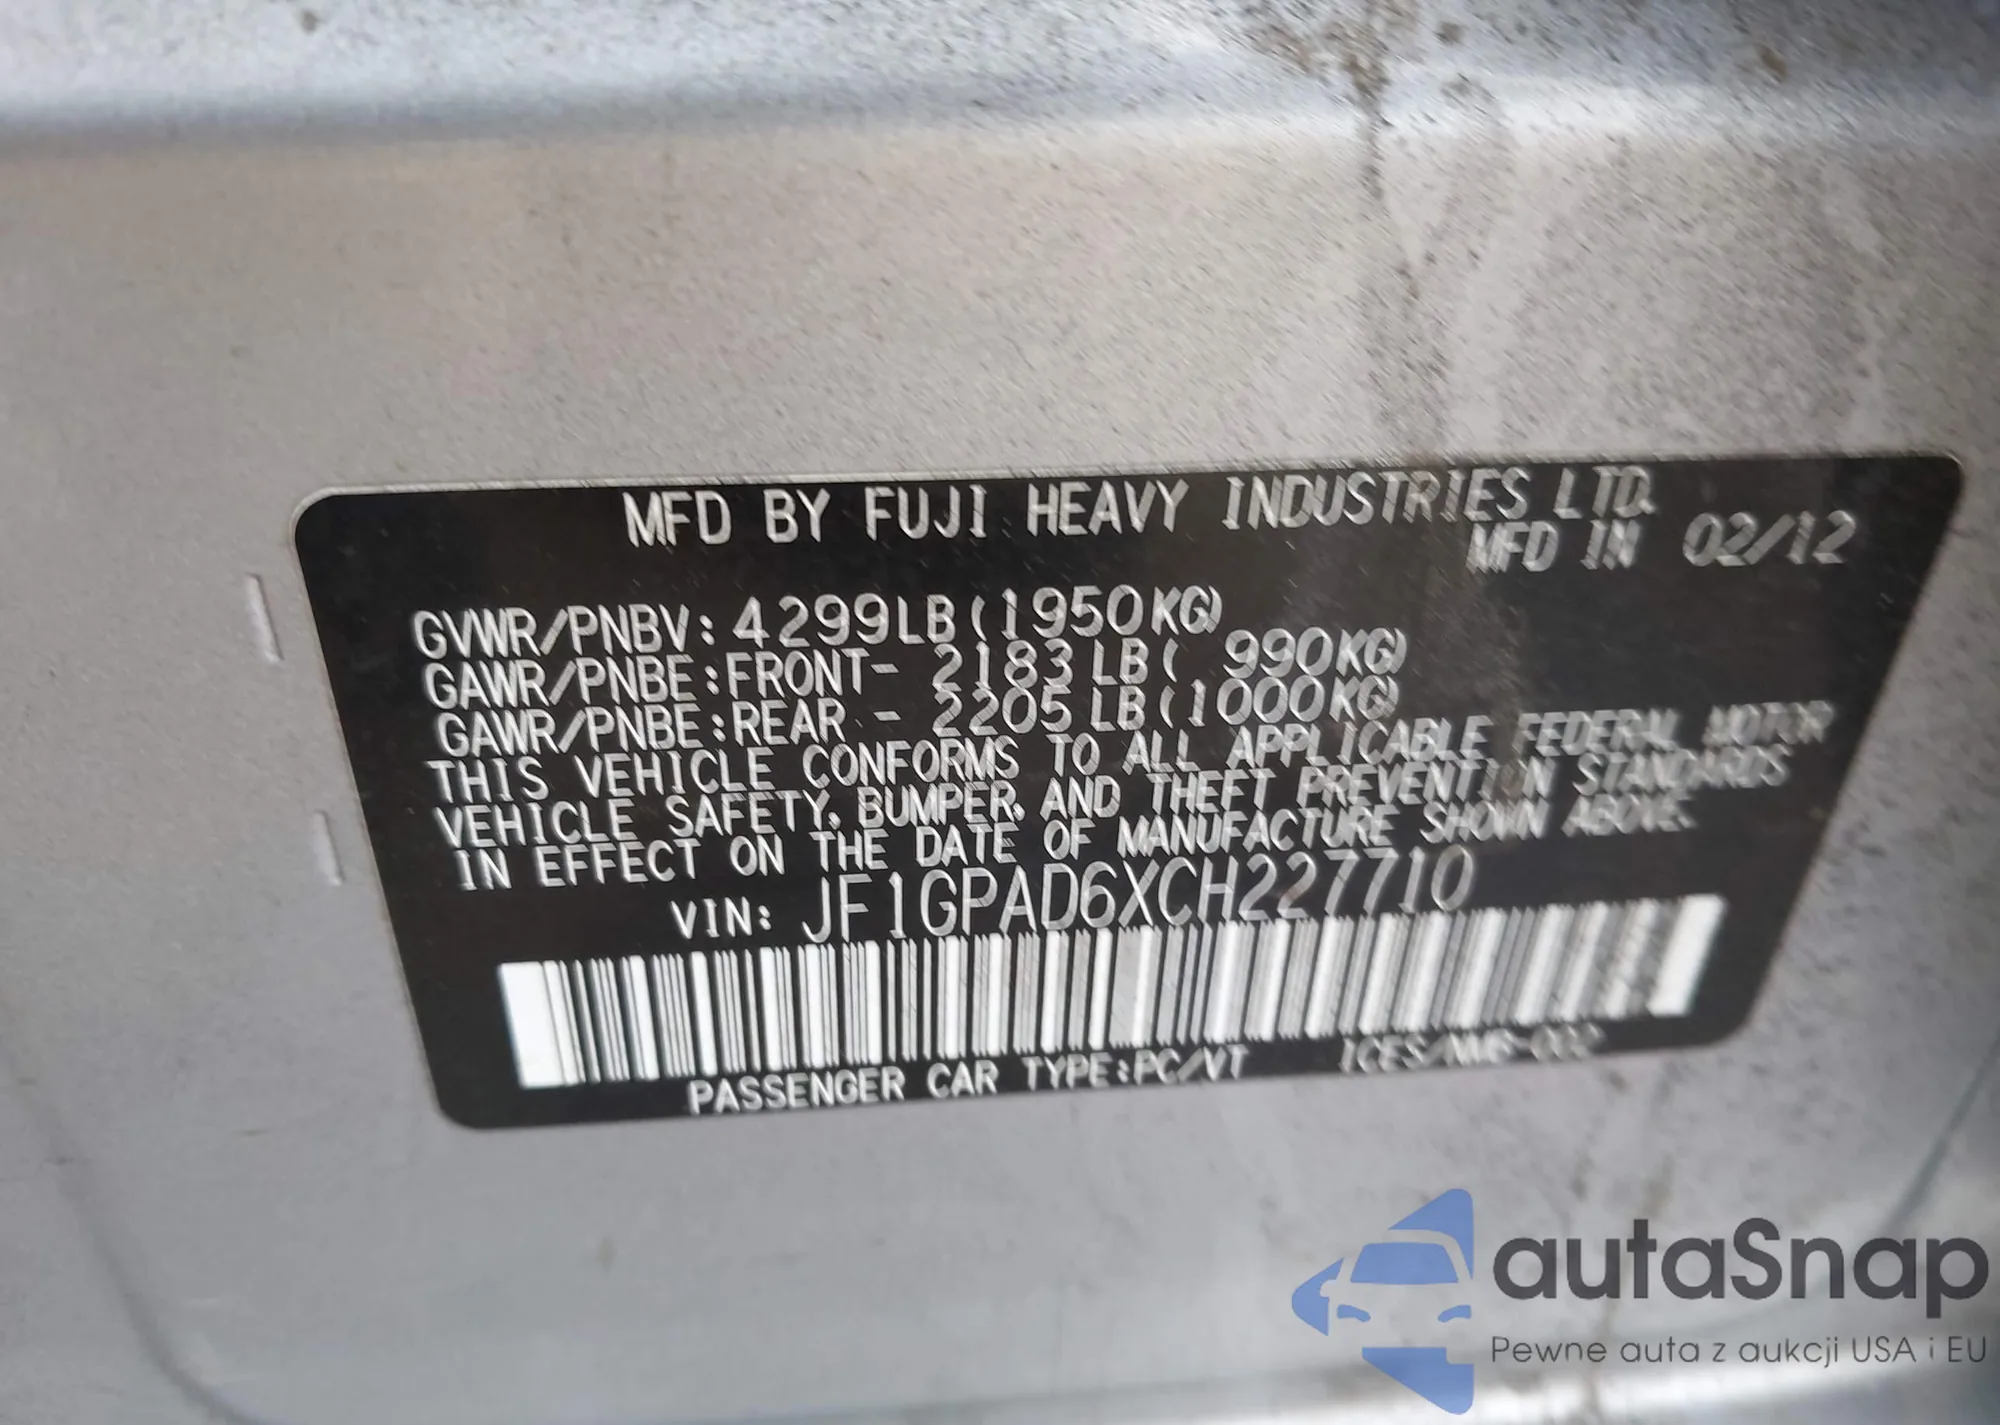 MFD BY FUJI HEAVY INDUSTRIES LTD.
MFD IN 02/12
GVWR/PNBV: 4299LB(1950KG)
GAWR/PNBE:FRONT- 2183LB( 990KG)
GAWR/PNBE:REAR - 2205LB(1000KG)
THIS VEHICLE CONFORMS TO ALL APPLICABLE FEDERAL MOTOR
VEHICLE SAFETY, BUMPER, AND THEFT PREVENTION STANDARDS
IN EFFECT ON THE DATE OF MANUFACTURE SHOWN ABOVE.
VIN: JF1GPAD6XCH227710
PASSENGER CAR TYPE:PC/VT ICES/NMB-002
autaSnap
Pewne auta z aukcji USA i EU